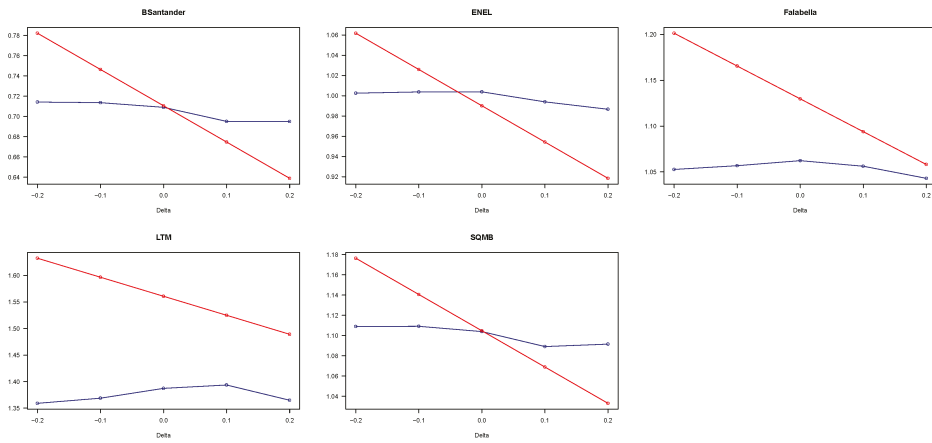 BSantander
0.78
0.76
0.74
0.72
0.70
0.68
0.66
0.64
−0.2 −0.1 0.0 0.1 0.2
Delta
ENEL
1.06
1.04
1.02
1.00
0.98
0.96
0.94
0.92
−0.2 −0.1 0.0 0.1 0.2
Delta
Falabella
1.20
1.15
1.10
1.05
−0.2 −0.1 0.0 0.1 0.2
Delta
LTM
1.60
1.55
1.50
1.45
1.40
1.35
−0.2 −0.1 0.0 0.1 0.2
Delta
SQMB
1.18
1.16
1.14
1.12
1.10
1.08
1.06
1.04
−0.2 −0.1 0.0 0.1 0.2
Delta